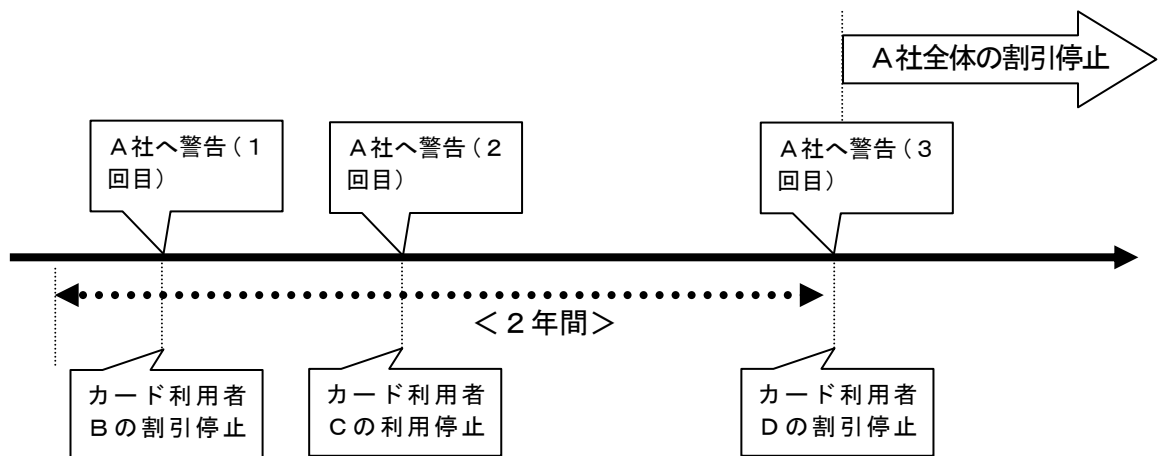 A社全体の割引停止
A社へ警告(1
回目)
A社へ警告(2
回目)
A社へ警告(3
回目)
<2年間>
カード利用者
Bの割引停止
カード利用者
Cの利用停止
カード利用者
Dの割引停止